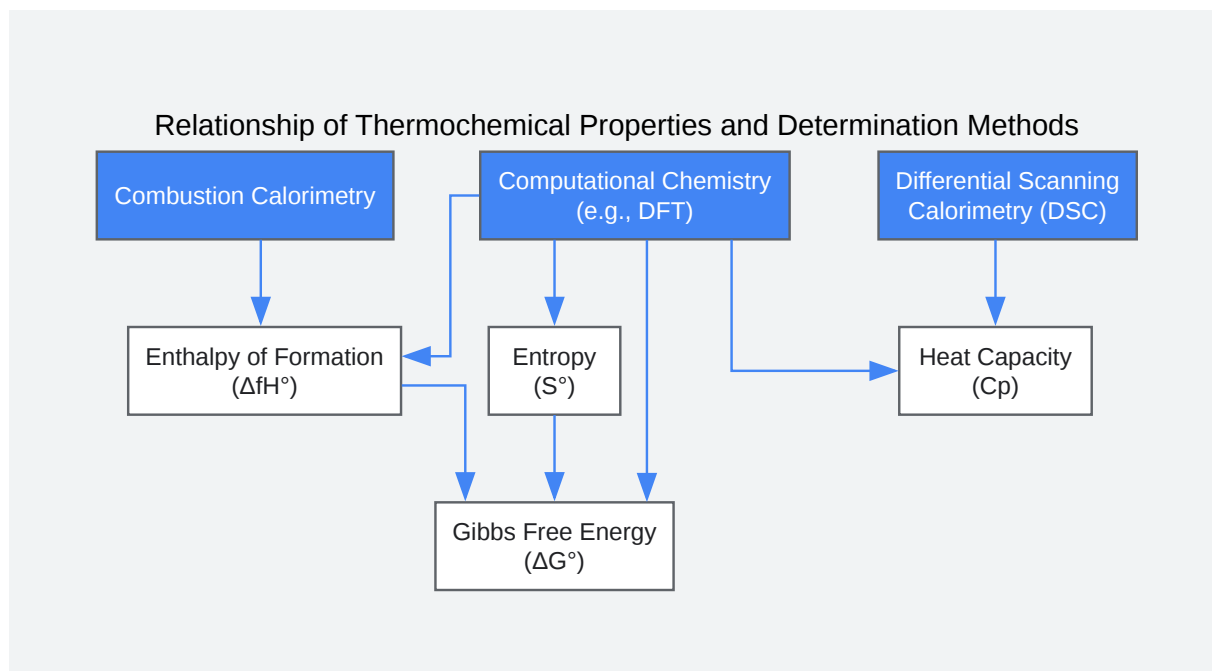 Relationship of Thermochemical Properties and Determination Methods
Combustion Calorimetry
Computational Chemistry
(e.g., DFT)
Differential Scanning
Calorimetry (DSC)
Enthalpy of Formation
(ΔfH°)
Entropy
(S°)
Heat Capacity
(Cp)
Gibbs Free Energy
(ΔG°)